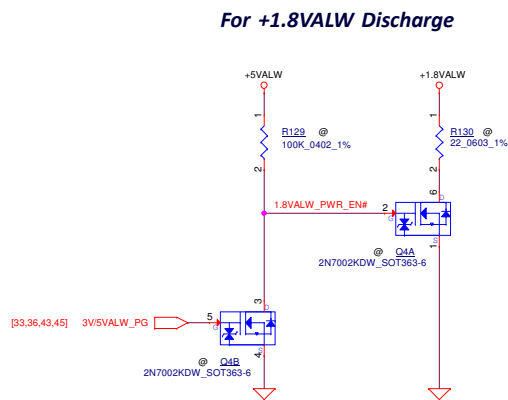 For +1.8VALW Discharge
+5VALW
+1.8VALW
1
1
R129 @
100K_0402_1%
R130 @
22_0603_1%
2
2
6
D
1.8VALW_PWR_EN#
2
G
S
1
@ Q4A
2N7002KDW_SOT363-6
3
D
[33,36,43,45] 3V/5VALW_PG
5
G
S
4
@ Q4B
2N7002KDW_SOT363-6